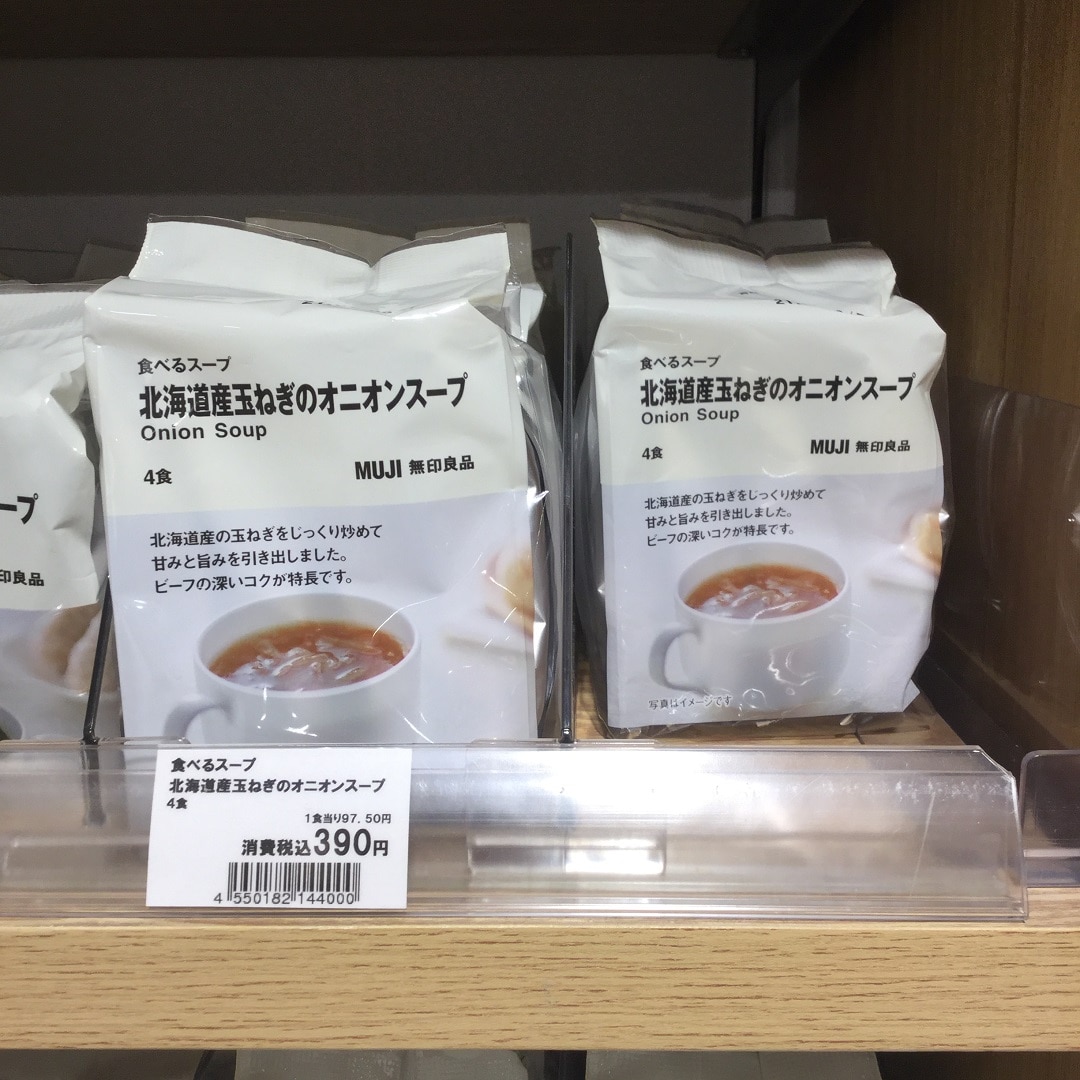 食べるスープ
北海道産玉ねぎのオニオンスープ
Onion Soup
4食
MUJI 無印良品
北海道産の玉ねぎをじっくり炒めて
甘みと旨みを引き出しました。
ビーフの深いコクが特長です。
食べるスープ
北海道産玉ねぎのオニオンスープ
Onion Soup
4食
MUJI 無印良品
北海道産の玉ねぎをじっくり炒めて
甘みと旨みを引き出しました。
ビーフの深いコクが特長です。
写真はイメージです
ープ
印良品
食べるスープ
北海道産玉ねぎのオニオンスープ
4食
1食当り97.50円
消費税込390円
4 550182 144000